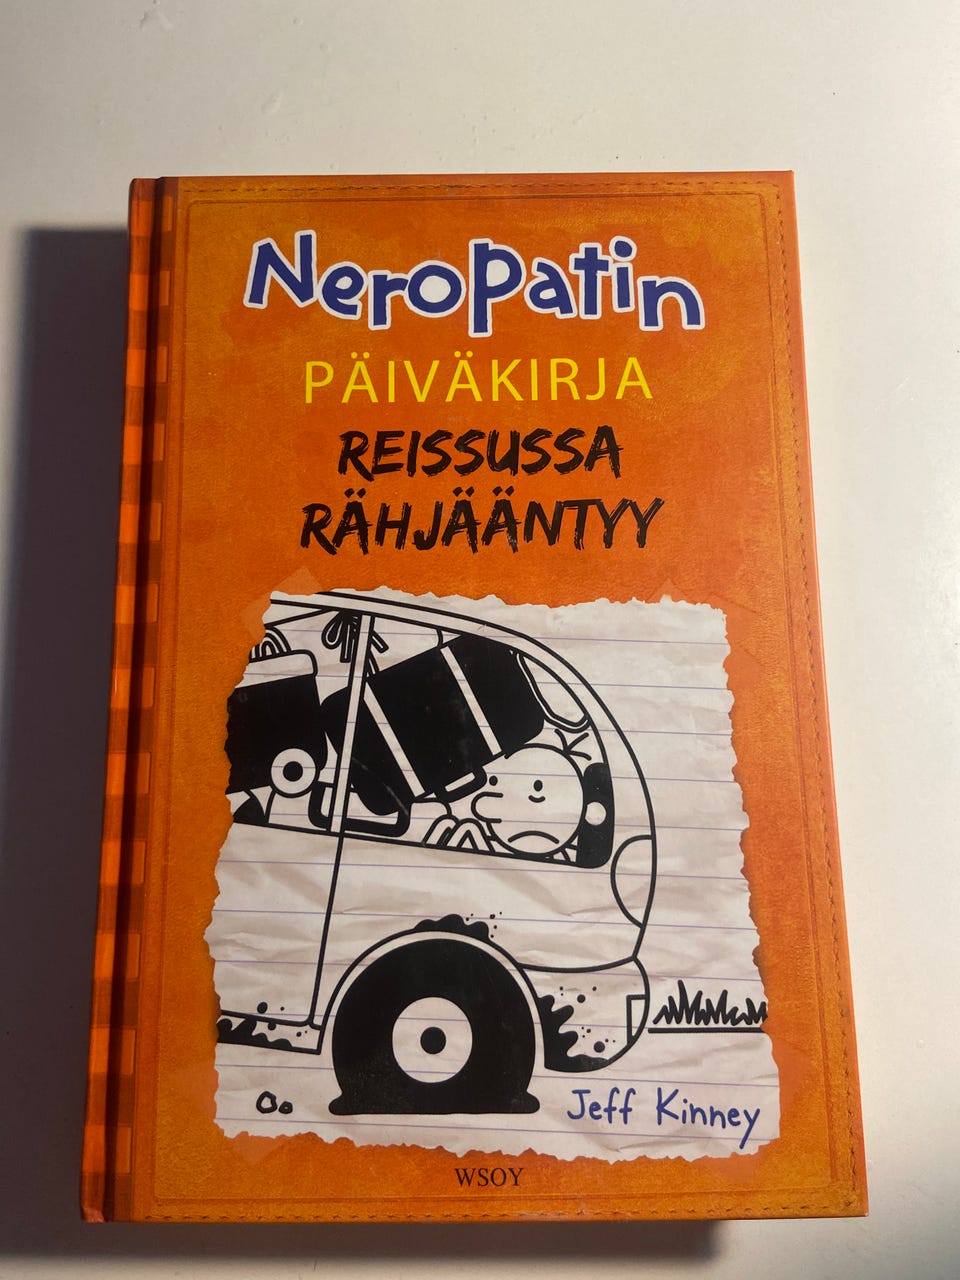 Neropatin
PÄIVÄKIRJA
REISSUSSA
RÄHJÄÄNTYY
Jeff Kinney
WSOY